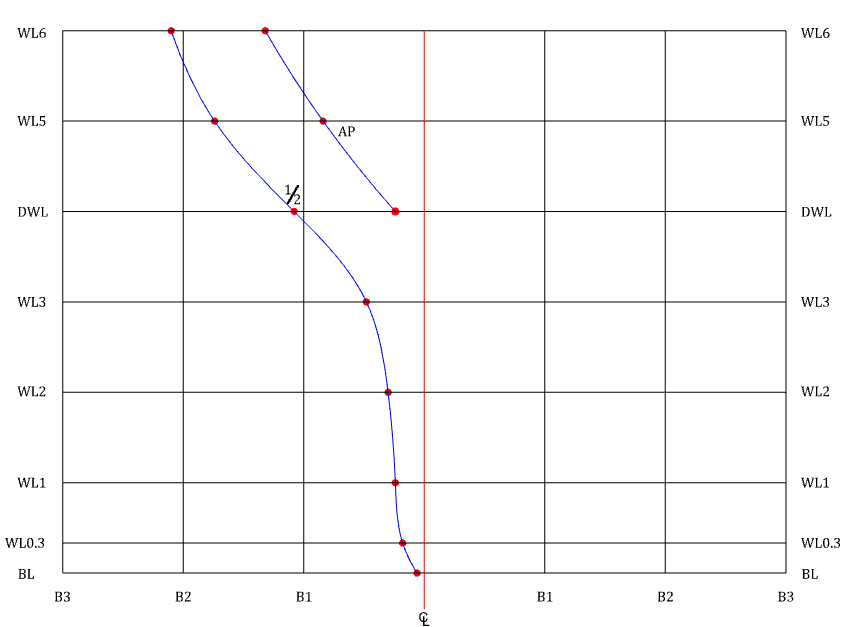 WL6 WL6
WL5 AP WL5
1/2
DWL DWL
WL3 WL3
WL2 WL2
WL1 WL1
WL0.3 WL0.3
BL BL
B3 B2 B1 B1 B2 B3
℄